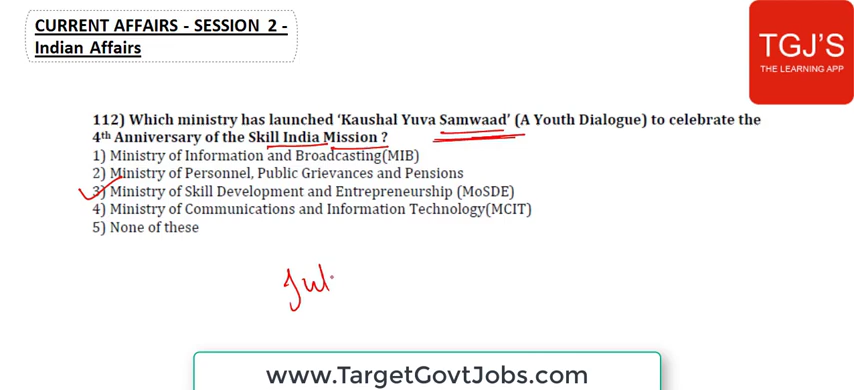 CURRENT AFFAIRS - SESSION 2 -
Indian Affairs
TGJ'S
THE LEARNING APP
112) Which ministry has launched ‘Kaushal Yuva Samwaad’ (A Youth Dialogue) to celebrate the
4th Anniversary of the Skill India Mission ?
1) Ministry of Information and Broadcasting(MIB)
2) Ministry of Personnel, Public Grievances and Pensions
3) Ministry of Skill Development and Entrepreneurship (MoSDE)
4) Ministry of Communications and Information Technology(MCIT)
5) None of these
Jul
www.TargetGovtJobs.com